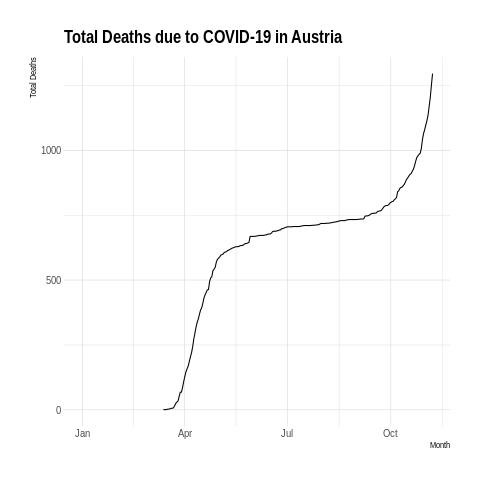 Total Deaths due to COVID-19 in Austria
Total Deaths
1000
500
0
Jan Apr Jul Oct
Month